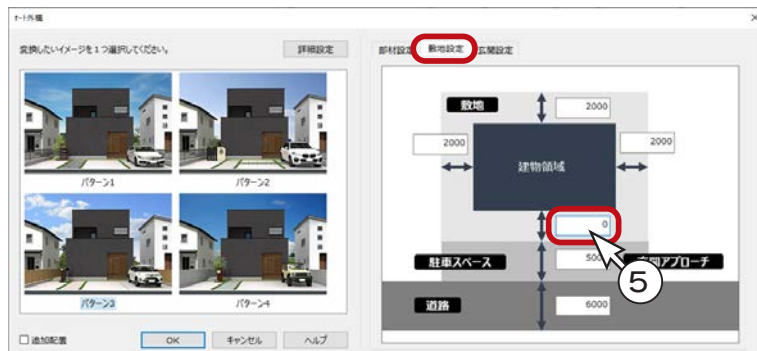 オート外構
変換したいイメージを1つ選択してください。
詳細設定
パターン1
パターン2
パターン3
パターン4
追加配置
OK
キャンセル
ヘルプ
部材設定
敷地設定
玄関設定
敷地
2000
2000
2000
建物領域
0
駐車スペース
500
関アプローチ
道路
6000
5